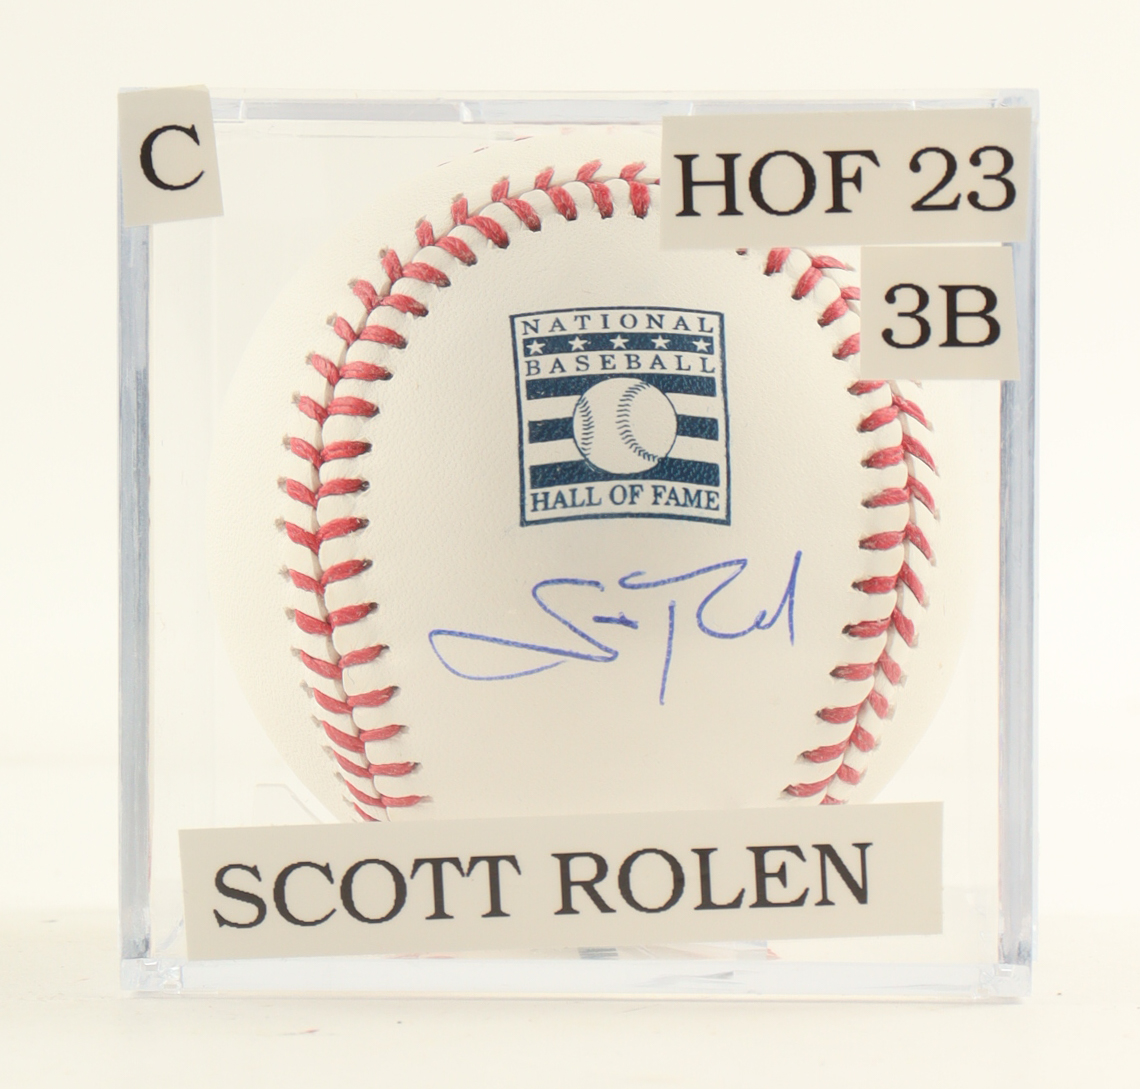 C
HOF 23
3B
NATIONAL
BASEBALL
HALL OF FAME
SCOTT ROLEN